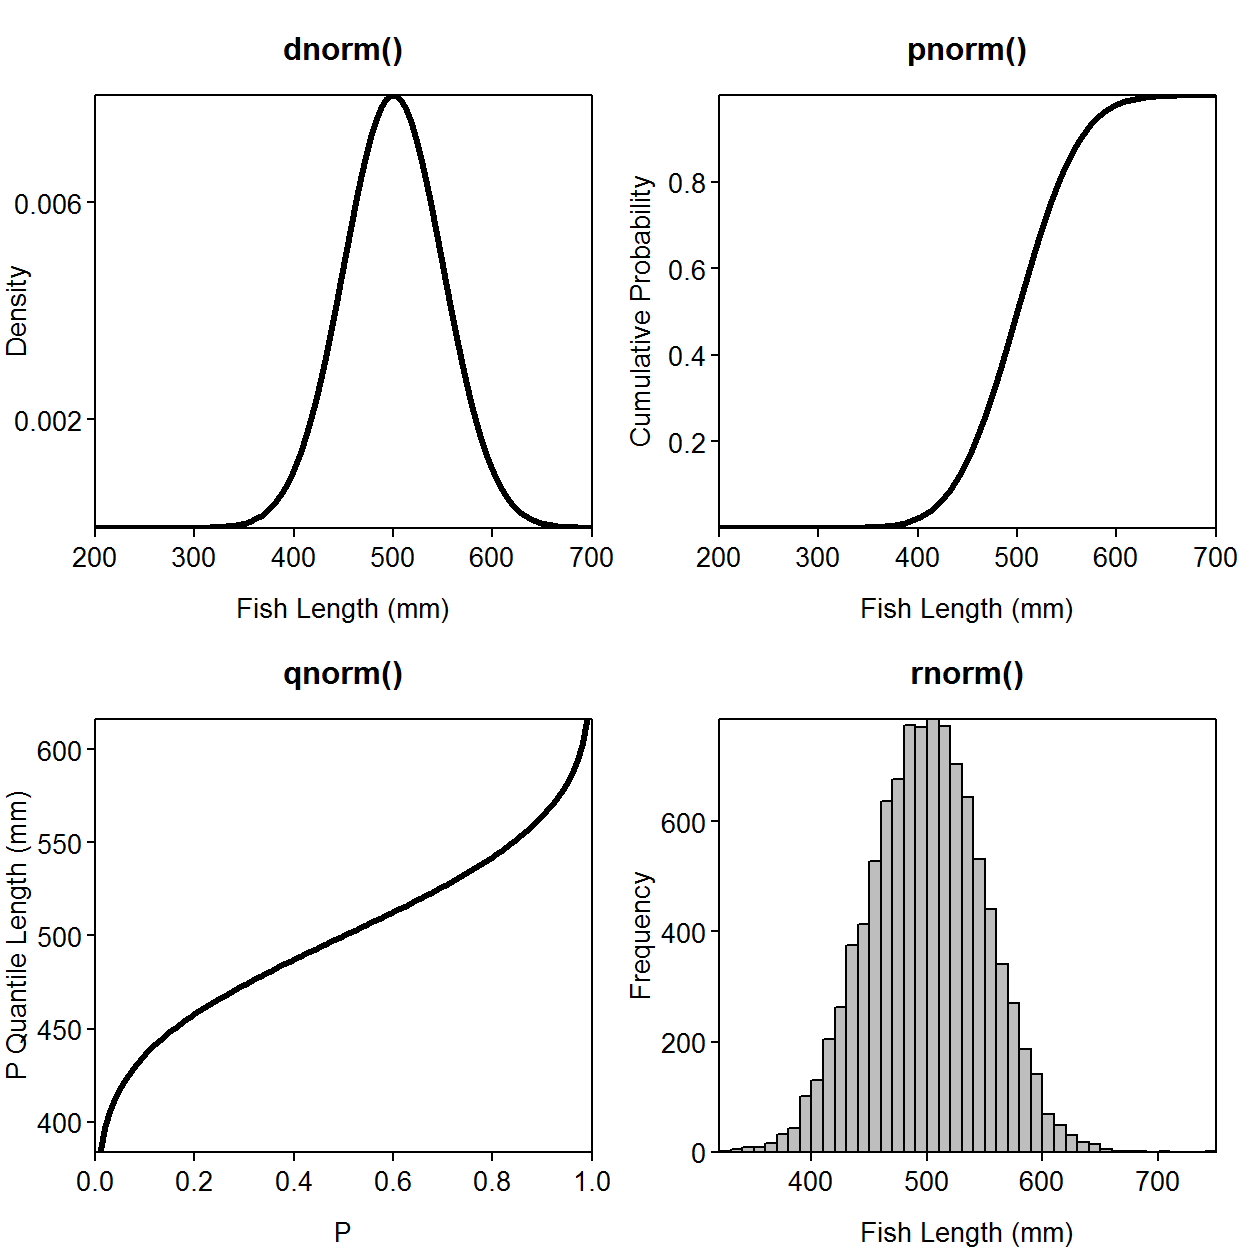 dnorm()
Density
0.006
0.002
200 300 400 500 600 700
Fish Length (mm)
pnorm()
Cumulative Probability
0.8
0.6
0.4
0.2
200 300 400 500 600 700
Fish Length (mm)
qnorm()
P Quantile Length (mm)
600
550
500
450
400
0.0 0.2 0.4 0.6 0.8 1.0
P
rnorm()
Frequency
600
400
200
0
400 500 600 700
Fish Length (mm)